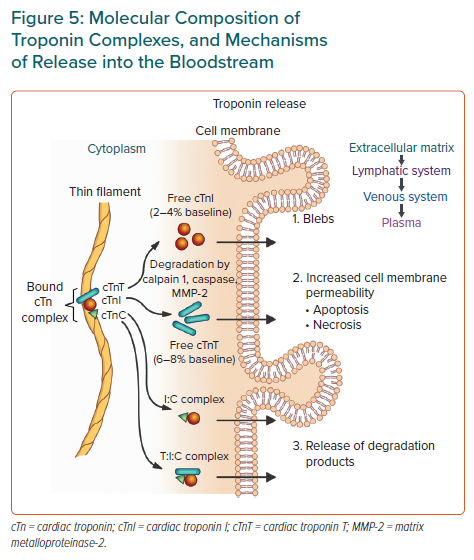 Figure 5: Molecular Composition of
Troponin Complexes, and Mechanisms
of Release into the Bloodstream
Troponin release
Cell membrane
Cytoplasm
Extracellular matrix
Lymphatic system
Venous system
Plasma
Thin filament
Free cTnI
(2–4% baseline)
1. Blebs
Degradation by
calpain 1, caspase,
MMP-2
Bound
cTn
complex
cTnT
cTnI
cTnC
2. Increased cell membrane
permeability
• Apoptosis
• Necrosis
Free cTnT
(6–8% baseline)
I:C complex
T:I:C complex
3. Release of degradation
products
cTn = cardiac troponin; cTnI = cardiac troponin I; cTnT = cardiac troponin T; MMP-2 = matrix
metalloproteinase-2.